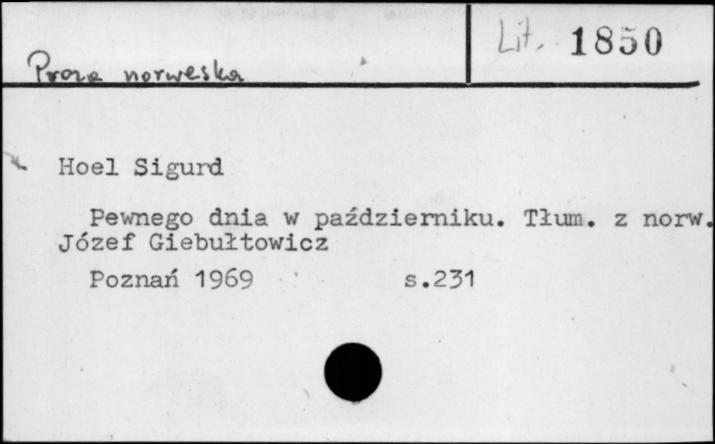 Lit. 1850
Proza norweska
Hoel Sigurd
Pewnego dnia w październiku. Tłum. z norw.
Józef Giebułtowicz
Poznań 1969 s.231